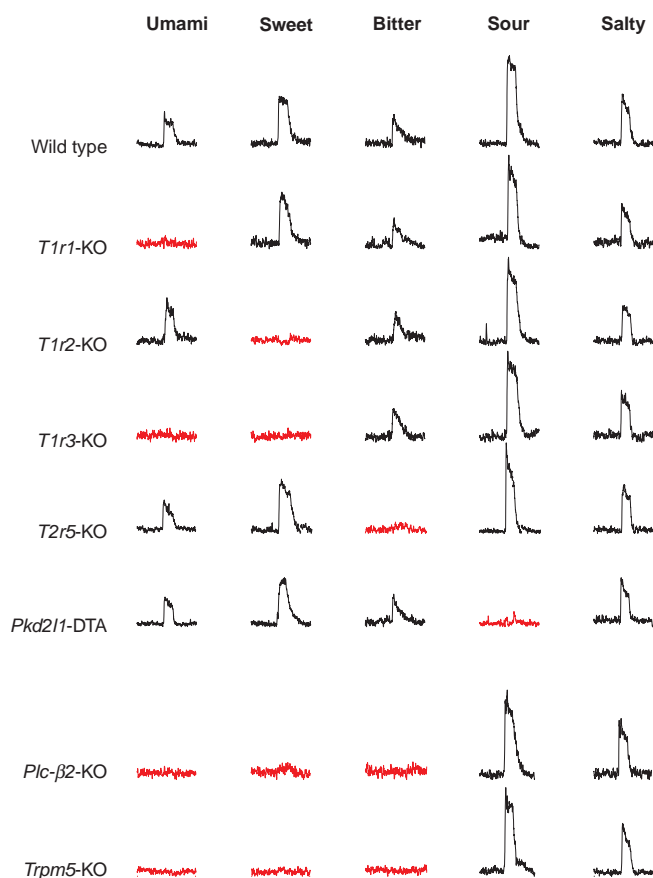 Umami Sweet Bitter Sour Salty
Wild type
T1r1-KO
T1r2-KO
T1r3-KO
T2r5-KO
Pkd2l1-DTA
Plc-β2-KO
Trpm5-KO